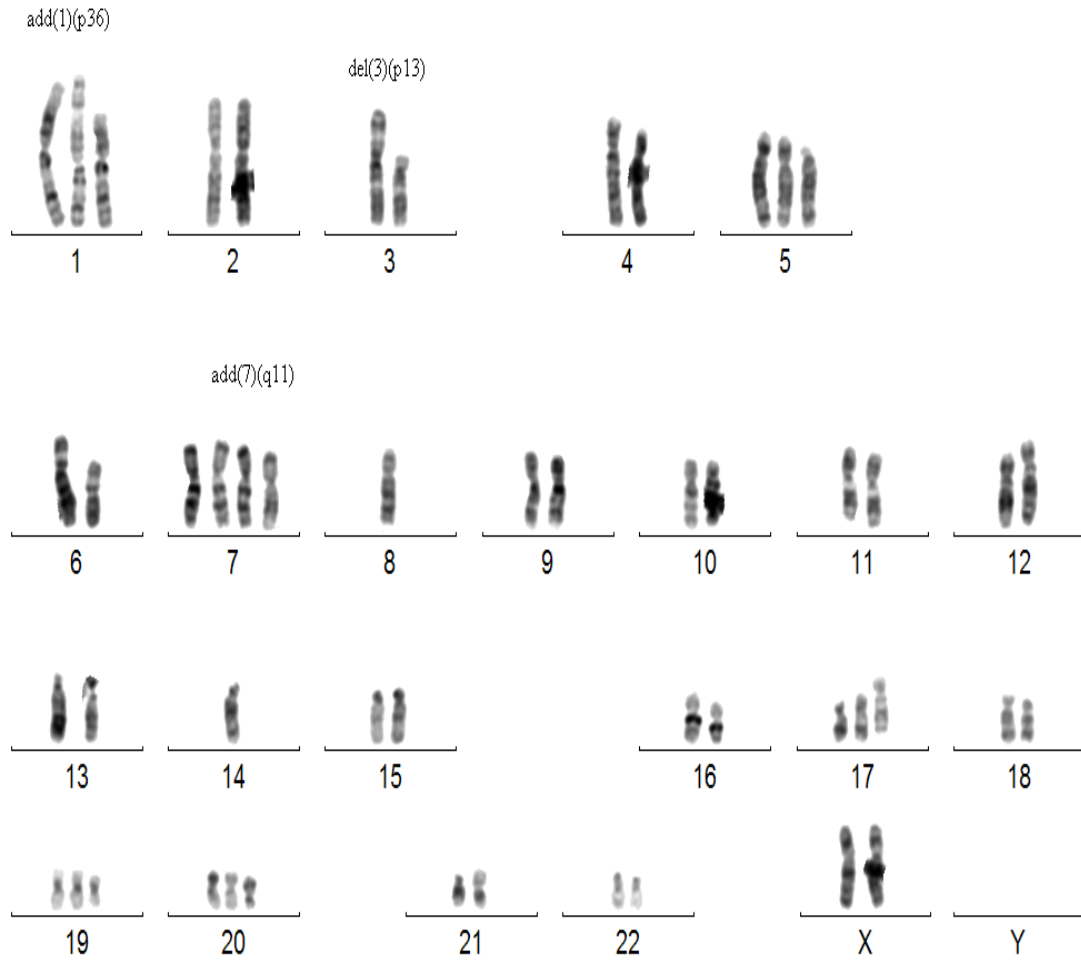 add(1)(p36)
del(3)(p13)
1 2 3 4 5
add(7)(q11)
6 7 8 9 10 11 12
13 14 15 16 17 18
19 20 21 22 X Y